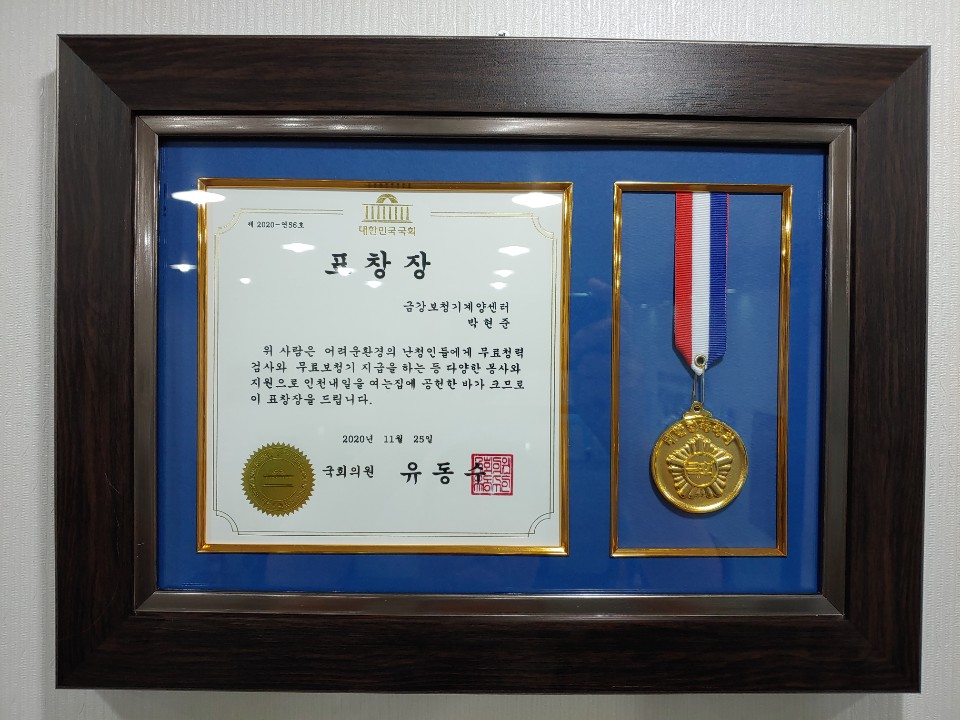 대한민국국회
제 2020-연86호
표창장
금강보청기계양센터
박현준
위 사람은 어려운환경의 난청인들에게 무료청력
검사와 무료보청기 지급을 하는 등 다양한 봉사와
지원으로 인천내일을 여는집에 공헌한 바가 크므로
이 표창장을 드립니다.
2020년 11월 25일
국회의원 유동수